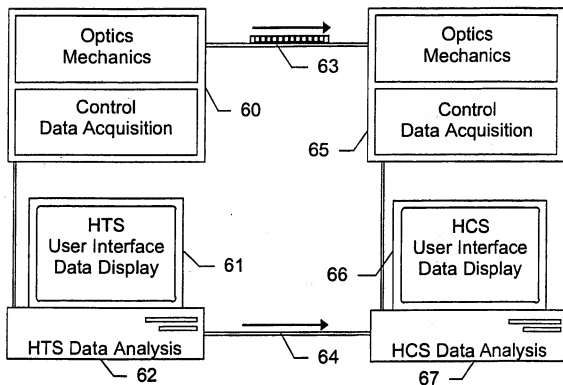 Optics
Mechanics
63
Optics
Mechanics
Control
Data Acquisition
60
Control
Data Acquisition
65
HTS
User Interface
Data Display
61
66
HCS
User Interface
Data Display
HTS Data Analysis
62
64
HCS Data Analysis
67